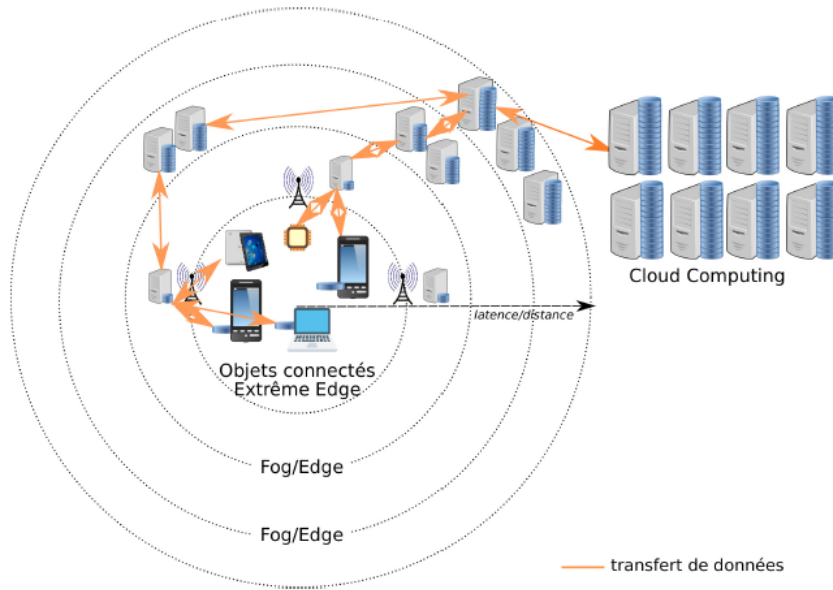 Cloud Computing
latence/distance
Objets connectés
Extrême Edge
Fog/Edge
Fog/Edge
transfert de données